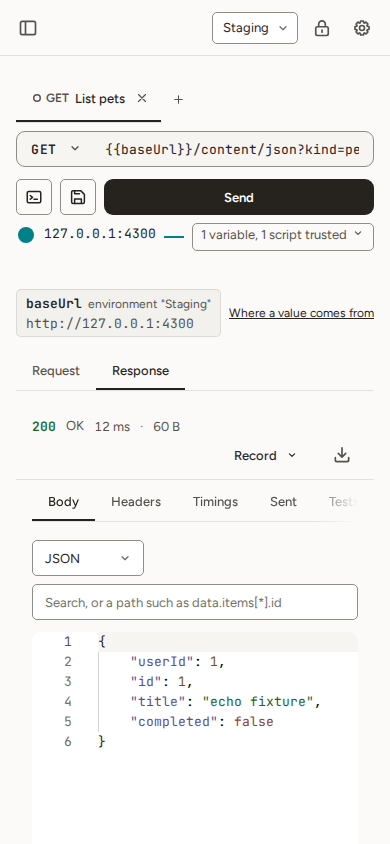 Staging
GET List pets
GET {{baseUrl}}/content/json?kind=pe
Send
127.0.0.1:4300 1 variable, 1 script trusted
baseUrl environment "Staging"
http://127.0.0.1:4300
Where a value comes from
Request Response
200 OK 12 ms · 60 B
Record
Body Headers Timings Sent Tests
JSON
Search, or a path such as data.items[*].id
1 {
2 "userId": 1,
3 "id": 1,
4 "title": "echo fixture",
5 "completed": false
6 }